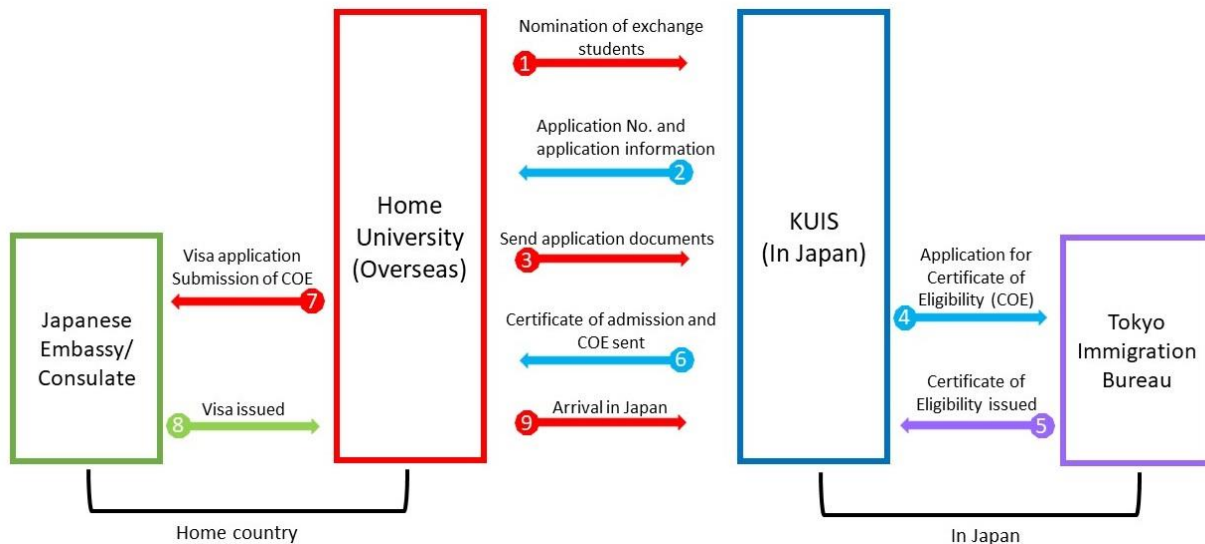 Nomination of exchange
students
1
Application No. and
application information
2
Home
University
(Overseas)
KUIS
(In Japan)
Send application documents
3
Visa application
Submission of COE
7
Application for
Certificate of
Eligibility (COE)
4
Japanese
Embassy/
Consulate
Certificate of admission and
COE sent
6
Tokyo
Immigration
Bureau
Visa issued
8
Arrival in Japan
9
Certificate of
Eligibility issued
5
Home country
In Japan